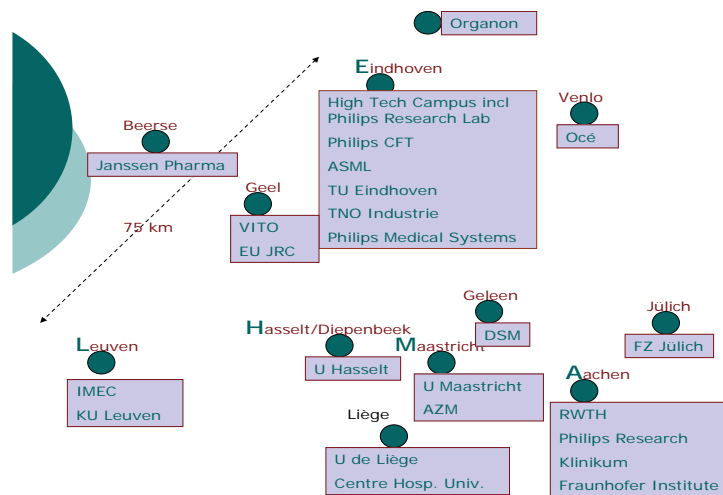 Organon
Eindhoven
High Tech Campus incl
Philips Research Lab
Philips CFT
ASML
TU Eindhoven
TNO Industrie
Philips Medical Systems
Venlo
Océ
Beerse
Janssen Pharma
Geel
VITO
EU JRC
75 km
Geleen
DSM
Jülich
FZ Jülich
Leuven
IMEC
KU Leuven
Hasselt/Diepenbeek
U Hasselt
Maastricht
U Maastricht
AZM
Aachen
RWTH
Philips Research
Klinikum
Fraunhofer Institute
Liège
U de Liège
Centre Hosp. Univ.